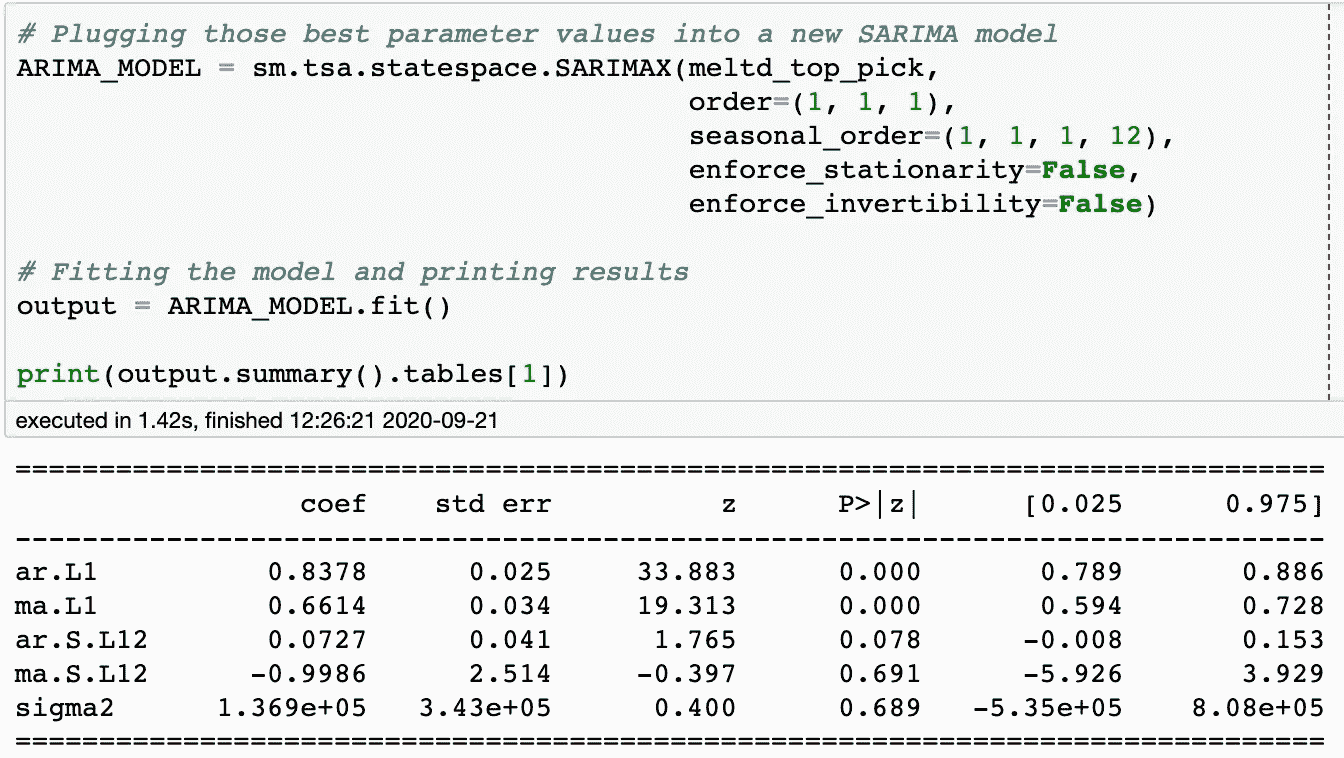 # Plugging those best parameter values into a new SARIMA model
ARIMA_MODEL = sm.tsa.statespace.SARIMAX(meltd_top_pick,
                                        order=(1, 1, 1),
                                        seasonal_order=(1, 1, 1, 12),
                                        enforce_stationarity=False,
                                        enforce_invertibility=False)

# Fitting the model and printing results
output = ARIMA_MODEL.fit()

print(output.summary().tables[1])
executed in 1.42s, finished 12:26:21 2020-09-21
==============================================================================
                 coef    std err          z      P>|z|      [0.025      0.975]
------------------------------------------------------------------------------
ar.L1          0.8378      0.025     33.883      0.000       0.789       0.886
ma.L1          0.6614      0.034     19.313      0.000       0.594       0.728
ar.S.L12       0.0727      0.041      1.765      0.078      -0.008       0.153
ma.S.L12      -0.9986      2.514     -0.397      0.691      -5.926       3.929
sigma2      1.369e+05   3.43e+05      0.400      0.689   -5.35e+05    8.08e+05
==============================================================================